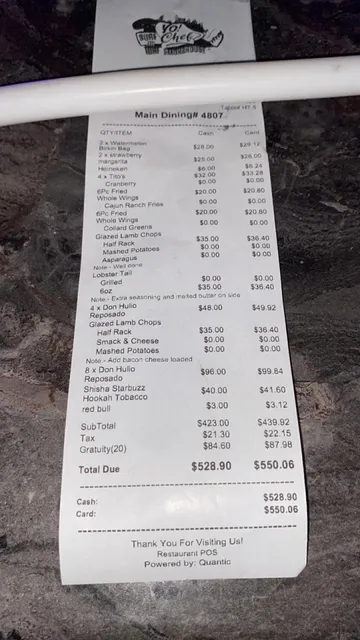 YO!
Chef
SURF
STEAKHOUSE
Main Dining# 4807
QTY/ITEM Cash Card
3 x Watermelon $28.00 $29.12
Birkin Bag
2 x strawberry $25.00 $26.00
margarita
Heineken $6.00 $6.24
4 x Tito's $32.00 $33.28
Cranberry $0.00 $0.00
6Pc Fried $20.00 $20.80
Whole Wings
Cajun Ranch Fries $0.00 $0.00
6Pc Fried $20.00 $20.80
Whole Wings
Collard Greens $0.00 $0.00
Glazed Lamb Chops
Half Rack $35.00 $36.40
Mashed Potatoes $0.00 $0.00
Asparagus $0.00 $0.00
Note:- Well done
Lobster Tail
Grilled $0.00 $0.00
6oz $35.00 $36.40
Note:- Extra seasoning and melted butter on side
4 x Don Hulio $48.00 $49.92
Reposado
Glazed Lamb Chops
Half Rack $35.00 $36.40
Smack & Cheese $0.00 $0.00
Mashed Potatoes $0.00 $0.00
Note:- Add bacon cheese loaded
8 x Don Hulio $96.00 $99.84
Reposado
Shisha Starbuzz $40.00 $41.60
Hookah Tobacco
red bull $3.00 $3.12
SubTotal $423.00 $439.92
Tax $21.30 $22.15
Gratuity(20) $84.60 $87.98
Total Due $528.90 $550.06
Cash: $528.90
Card: $550.06
Thank You For Visiting Us!
Restaurant POS
Powered by: Quantic